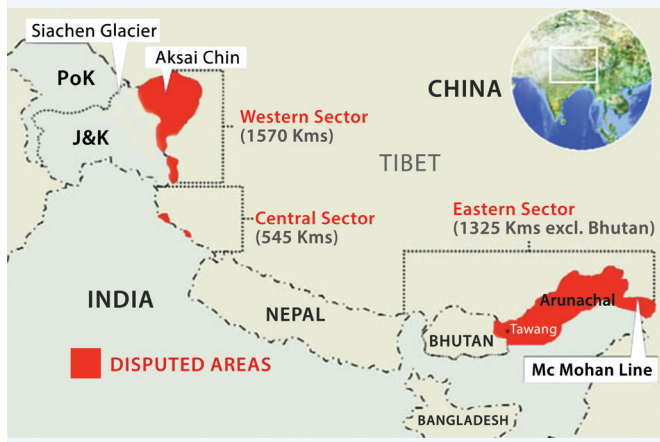 Siachen Glacier
Aksai Chin
PoK
CHINA
J&K
Western Sector
(1570 Kms)
TIBET
Central Sector
(545 Kms)
Eastern Sector
(1325 Kms excl. Bhutan)
INDIA
NEPAL
Arunachal
Tawang
BHUTAN
DISPUTED AREAS
Mc Mohan Line
BANGLADESH